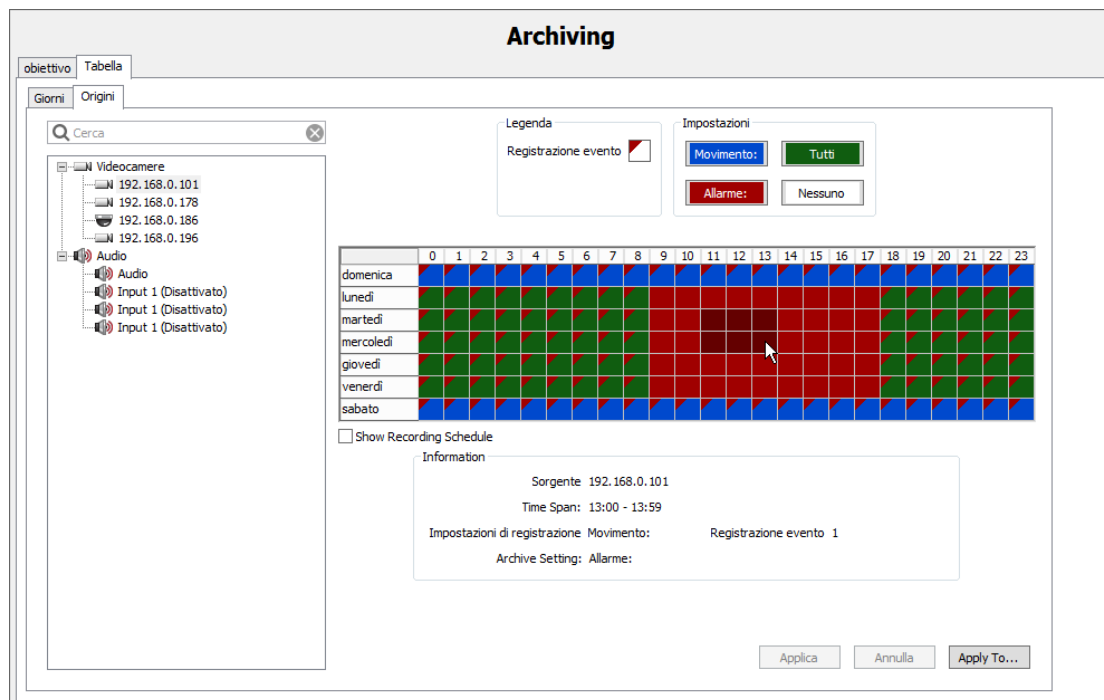 Archiving
obiettivo Tabella
Giorni Origini
Cerca
Videocamere
192.168.0.101
192.168.0.178
192.168.0.186
192.168.0.196
Audio
Audio
Input 1 (Disattivato)
Input 1 (Disattivato)
Input 1 (Disattivato)
Legenda
Registrazione evento
Impostazioni
Movimento: Tutti
Allarme: Nessuno
0 1 2 3 4 5 6 7 8 9 10 11 12 13 14 15 16 17 18 19 20 21 22 23
domenica
lunedì
martedì
mercoledì
giovedì
venerdì
sabato
Show Recording Schedule
Information
Sorgente 192.168.0.101
Time Span: 13:00 - 13:59
Impostazioni di registrazione Movimento: Registrazione evento 1
Archive Setting: Allarme:
Applica Annulla Apply To...